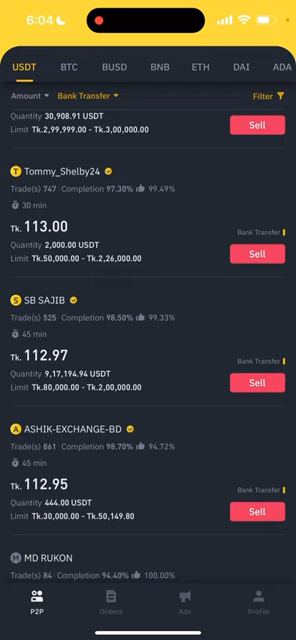 6:04
USDT BTC BUSD BNB ETH DAI ADA
Amount Bank Transfer Filter
Quantity 30,908.91 USDT
Limit Tk.2,99,999.00 - Tk.3,00,000.00
Sell
T Tommy_Shelby24
Trade(s) 747 Completion 97.30% 99.49%
30 min
Tk. 113.00
Bank Transfer
Quantity 2,000.00 USDT
Limit Tk.50,000.00 - Tk.2,26,000.00
Sell
S SB SAJIB
Trade(s) 525 Completion 98.50% 99.33%
45 min
Tk. 112.97
Bank Transfer
Quantity 9,17,194.94 USDT
Limit Tk.80,000.00 - Tk.2,00,000.00
Sell
A ASHIK-EXCHANGE-BD
Trade(s) 861 Completion 98.70% 94.72%
45 min
Tk. 112.95
Bank Transfer
Quantity 444.00 USDT
Limit Tk.30,000.00 - Tk.50,149.80
Sell
M MD RUKON
Trade(s) 84 Completion 94.40% 100.00%
P2P Orders Ads Profile